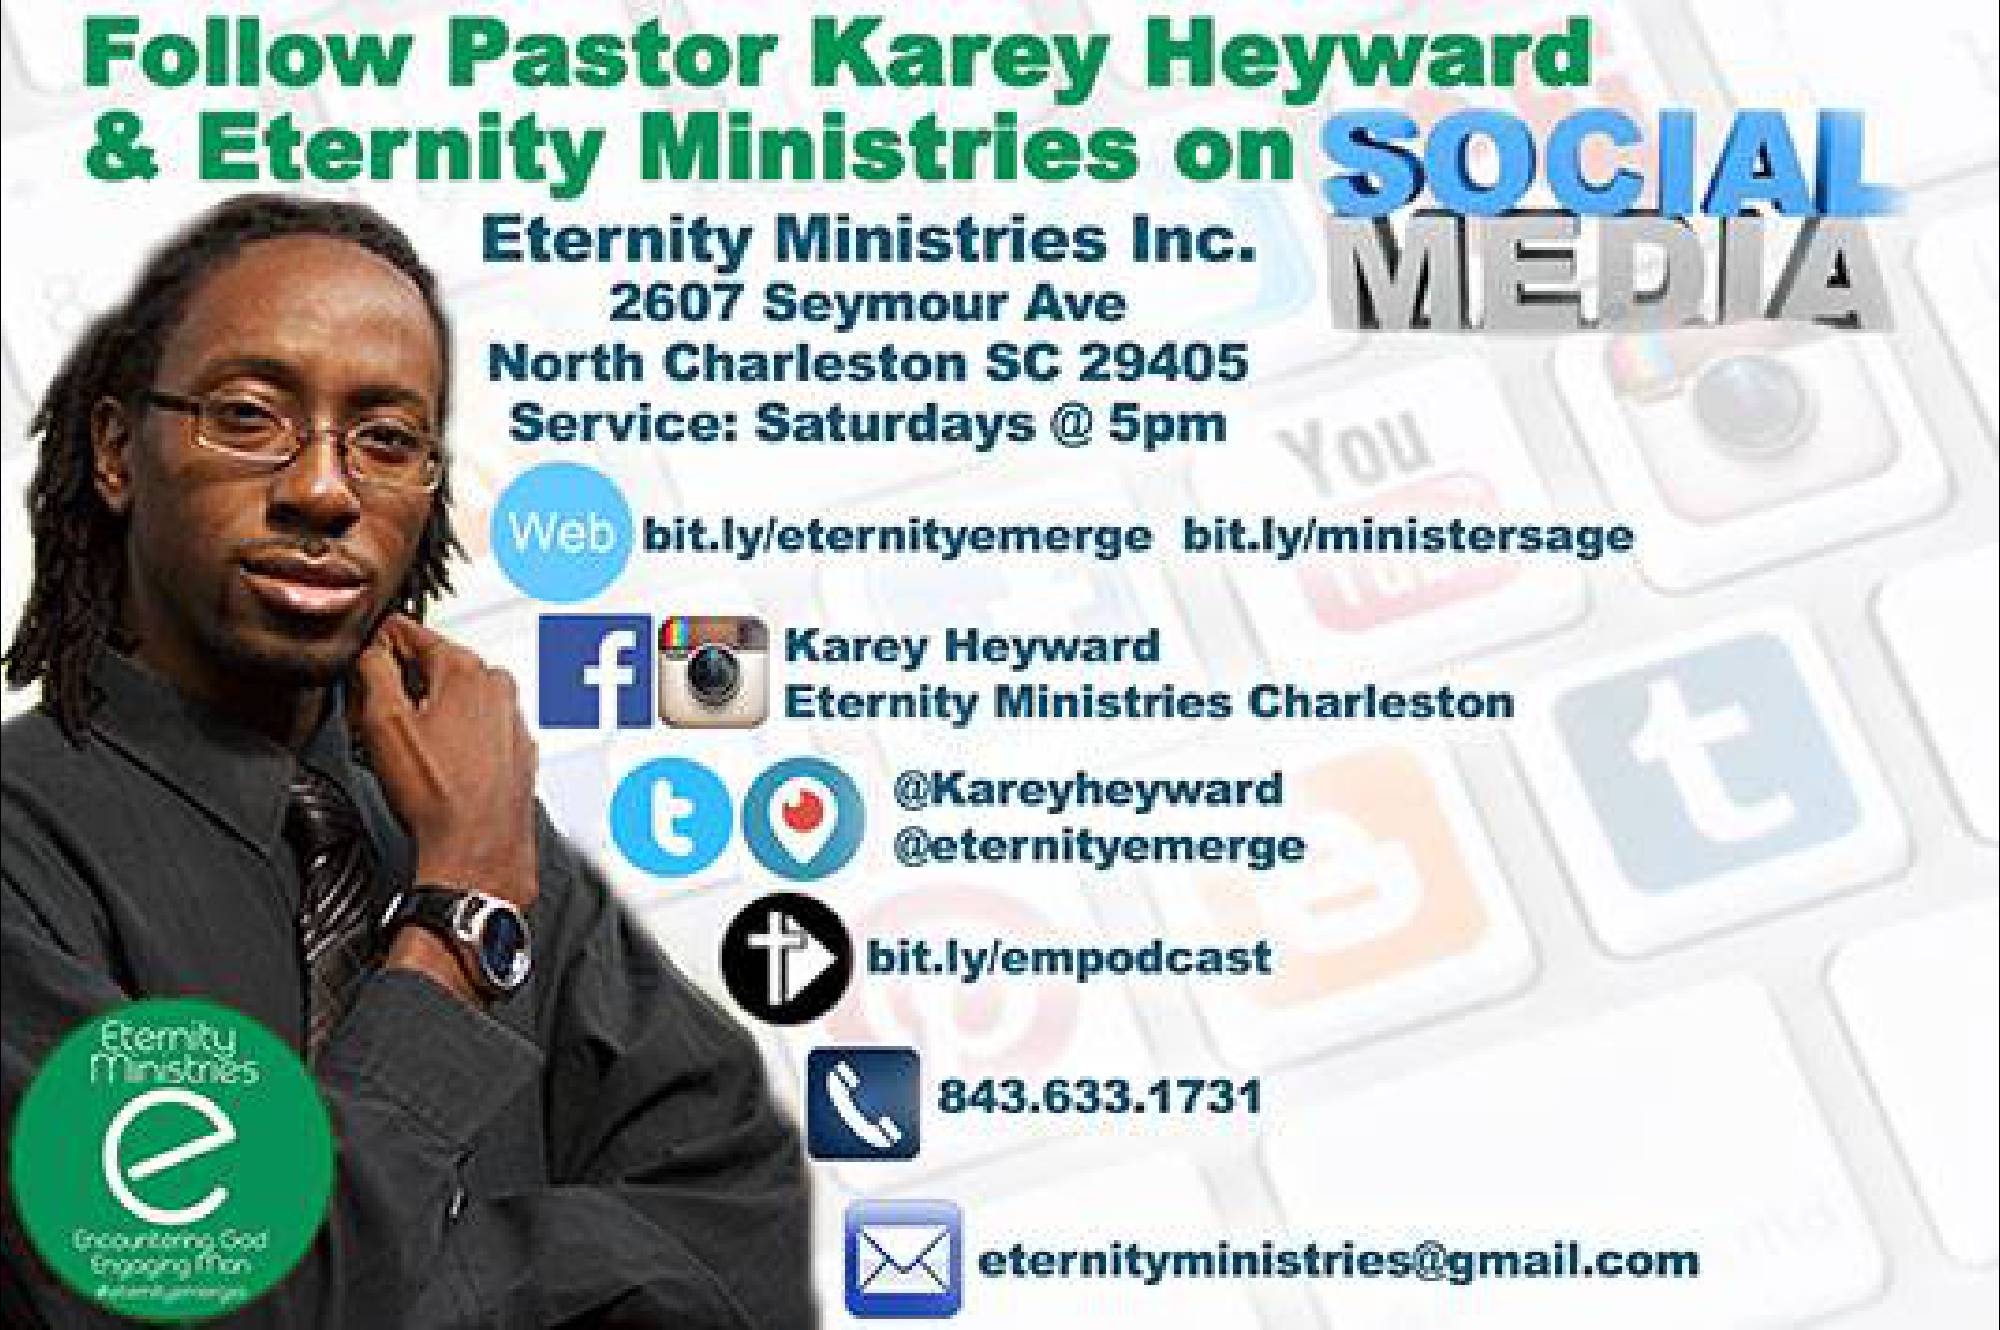 Follow Pastor Karey Heyward
& Eternity Ministries on SOCIAL
MEDIA
Eternity Ministries Inc.
2607 Seymour Ave
North Charleston SC 29405
Service: Saturdays @ 5pm
You
Tube
Web bit.ly/eternityemerge bit.ly/ministersage
f
Karey Heyward
Eternity Ministries Charleston
t
t
@Kareyheyward
@eternityemerge
bit.ly/empodcast
843.633.1731
eternityministries@gmail.com
Eternity
Ministries
e
Encountering God
Engaging Man